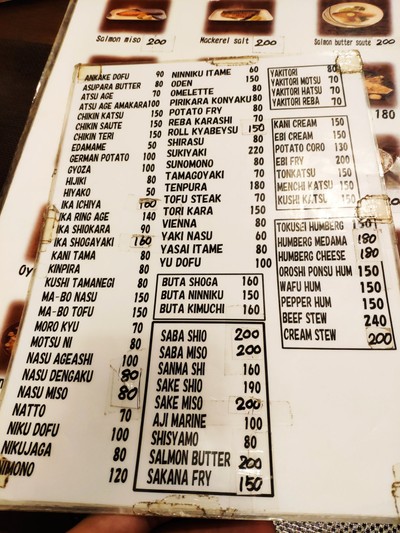 Salmon miso 200
Mackerel salt 200
Salmon butter saute 200
180
ANKAKE DOFU 90
ASUPARA BUTTER 80
ATSU AGE 70
ATSU AGE AMAKARA 100
CHIKIN KATSU 150
CHIKIN SAUTE 150
CHIKIN TERI 150
EDAMAME 50
GERMAN POTATO 100
GYOZA 100
HIJIKI 80
HIYAKO 50
IKA ICHIYA 160
IKA RING AGE 140
IKA SHIOKARA 90
IKA SHOGAYAKI 160
KANI TAMA 80
KINPIRA 80
KUSHI TAMANEGI 80
MA-BO NASU 150
MA-BO TOFU 150
MORO KYU 70
MOTSU NI 80
NASU AGEASHI 100
NASU DENGAKU 80
NASU MISO 80
NATTO 70
NIKU DOFU 100
NIKUJAGA 80
NIMONO 120
NINNIKU ITAME 60
ODEN 150
OMELETTE 80
PIRIKARA KONYAKU 80
POTATO FRY 80
REBA KARASHI 70
ROLL KYABEYSU 150
SHIRASU 80
SUKIYAKI 220
SUNOMONO 80
TAMAGOYAKI 70
TENPURA 180
TOFU STEAK 70
TORI KARA 150
VIENNA 80
YAKI NASU 60
YASAI ITAME 80
YU DOFU 100
BUTA SHOGA 160
BUTA NINNIKU 150
BUTA KIMUCHI 160
SABA SHIO 200
SABA MISO 200
SANMA SHI 160
SAKE SHIO 190
SAKE MISO 200
AJI MARINE 100
SHISYAMO 80
SALMON BUTTER 200
SAKANA FRY 150
YAKITORI 80
YAKITORI MOTSU 70
YAKITORI HATSU 70
YAKITORI REBA 70
KANI CREAM 150
EBI CREAM 150
POTATO CORO 130
EBI FRY 200
TONKATSU 150
MENCHI KATSU 150
KUSHI KATSU 150
TOKUSEI HUMBERG 150
HUMBERG MEDAMA 180
HUMBERG CHEESE 180
OROSHI PONSU HUM 150
WAFU HUM 150
PEPPER HUM 150
BEEF STEW 240
CREAM STEW 200
Oy